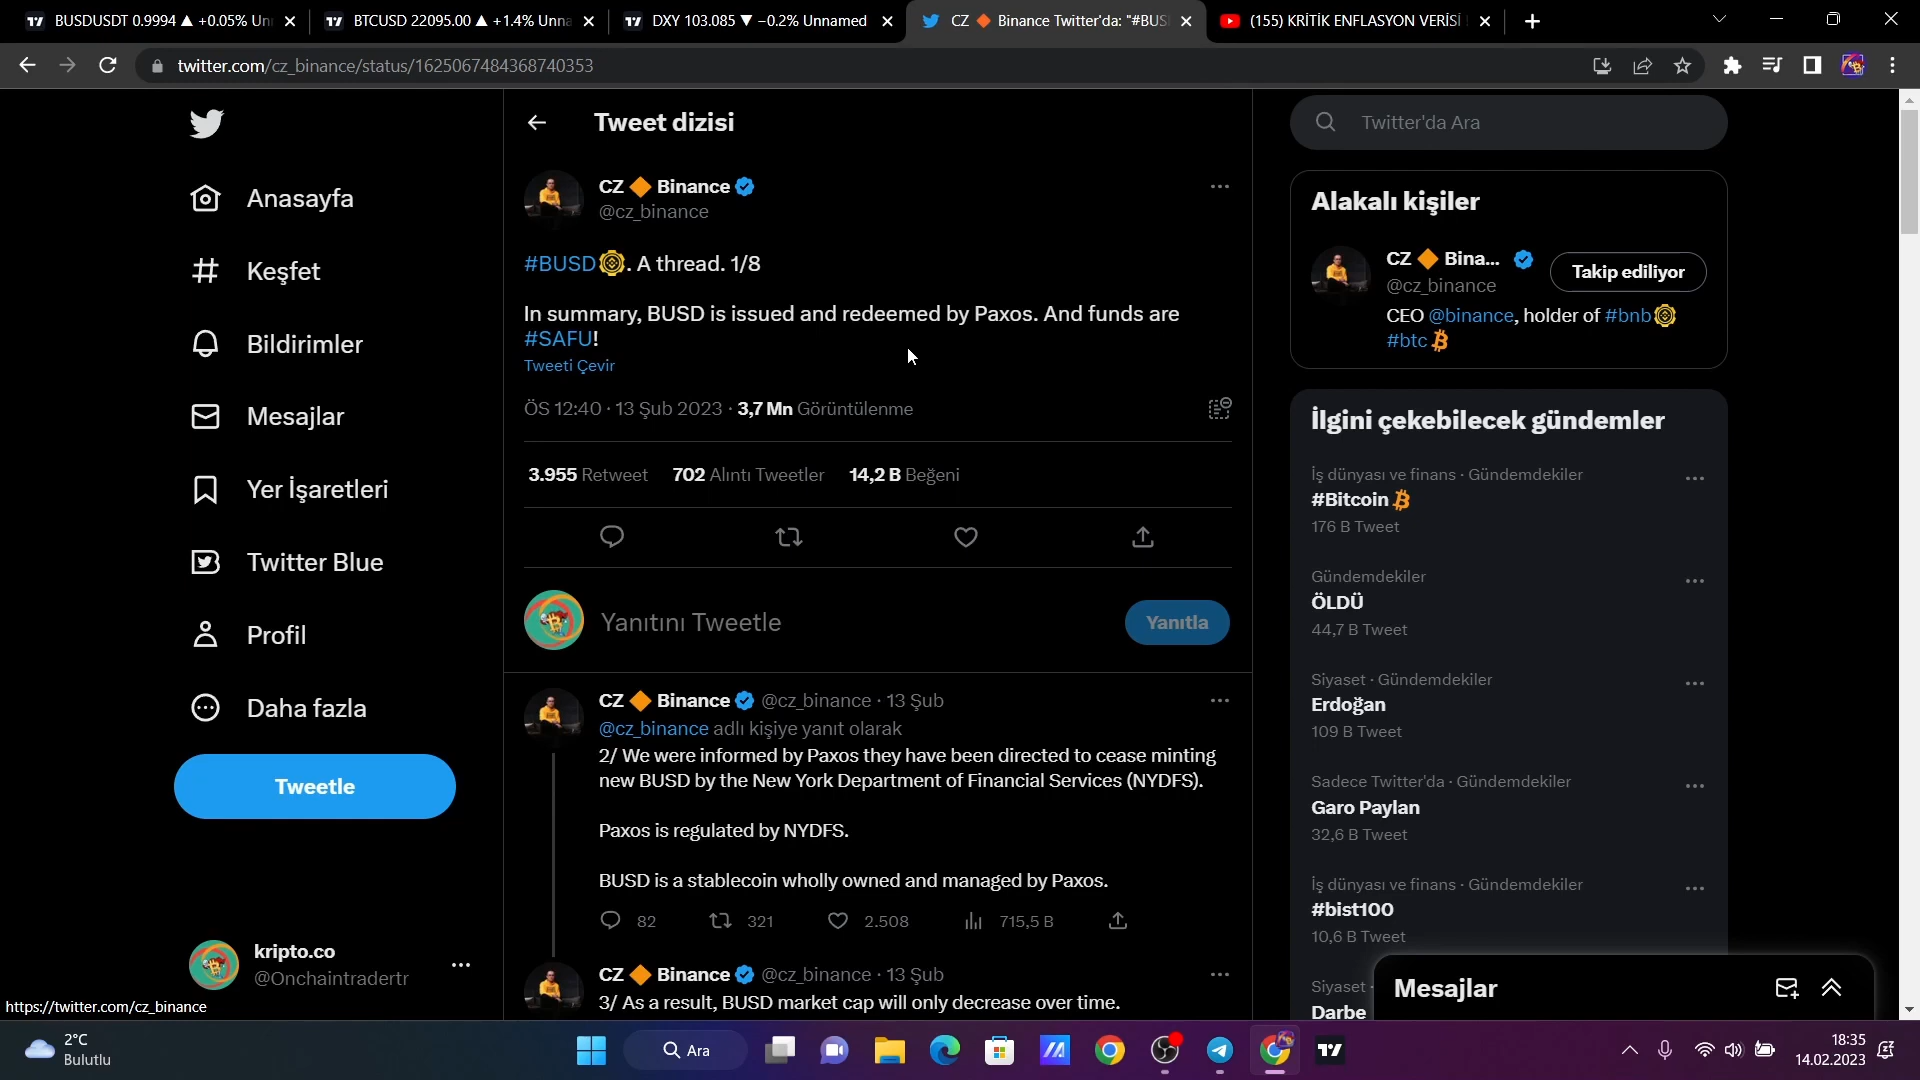 BUSDUSDT 0.9994 ▲ +0.05% Un
BTCUSD 22095.00 ▲ +1.4% Unna
DXY 103.085 ▼ −0.2% Unnamed
CZ 🔶 Binance Twitter'da: "#BUS
(155) KRİTİK ENFLASYON VERİSİ
twitter.com/cz_binance/status/1625067484368740353
Anasayfa
Keşfet
Bildirimler
Mesajlar
Yer İşaretleri
Twitter Blue
Profil
Daha fazla
Tweetle
kripto.co
@Onchaintradertr
https://twitter.com/cz_binance
Tweet dizisi
CZ 🔶 Binance
@cz_binance
#BUSD. A thread. 1/8
In summary, BUSD is issued and redeemed by Paxos. And funds are
#SAFU!
Tweeti Çevir
ÖS 12:40 · 13 Şub 2023 · 3,7 Mn Görüntülenme
3.955 Retweet 702 Alıntı Tweetler 14,2 B Beğeni
Yanıtını Tweetle
Yanıtla
CZ 🔶 Binance @cz_binance · 13 Şub
@cz_binance adlı kişiye yanıt olarak
2/ We were informed by Paxos they have been directed to cease minting
new BUSD by the New York Department of Financial Services (NYDFS).
Paxos is regulated by NYDFS.
BUSD is a stablecoin wholly owned and managed by Paxos.
82 321 2.508 715,5 B
CZ 🔶 Binance @cz_binance · 13 Şub
3/ As a result, BUSD market cap will only decrease over time.
Twitter'da Ara
Alakalı kişiler
CZ 🔶 Bina...
Takip ediliyor
@cz_binance
CEO @binance, holder of #bnb
#btc
İlgini çekebilecek gündemler
İş dünyası ve finans · Gündemdekiler
#Bitcoin
176 B Tweet
Gündemdekiler
ÖLDÜ
44,7 B Tweet
Siyaset · Gündemdekiler
Erdoğan
109 B Tweet
Sadece Twitter'da · Gündemdekiler
Garo Paylan
32,6 B Tweet
İş dünyası ve finans · Gündemdekiler
#bist100
10,6 B Tweet
Siyaset ·
Darbe
Mesajlar
2°C
Bulutlu
Ara
18:35
14.02.2023